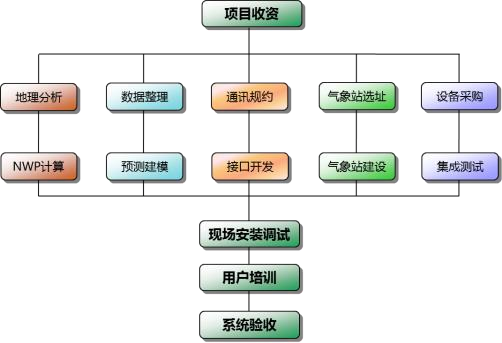 项目收资
地理分析
数据整理
通讯规约
气象站选址
设备采购
NWP计算
预测建模
接口开发
气象站建设
集成测试
现场安装调试
用户培训
系统验收